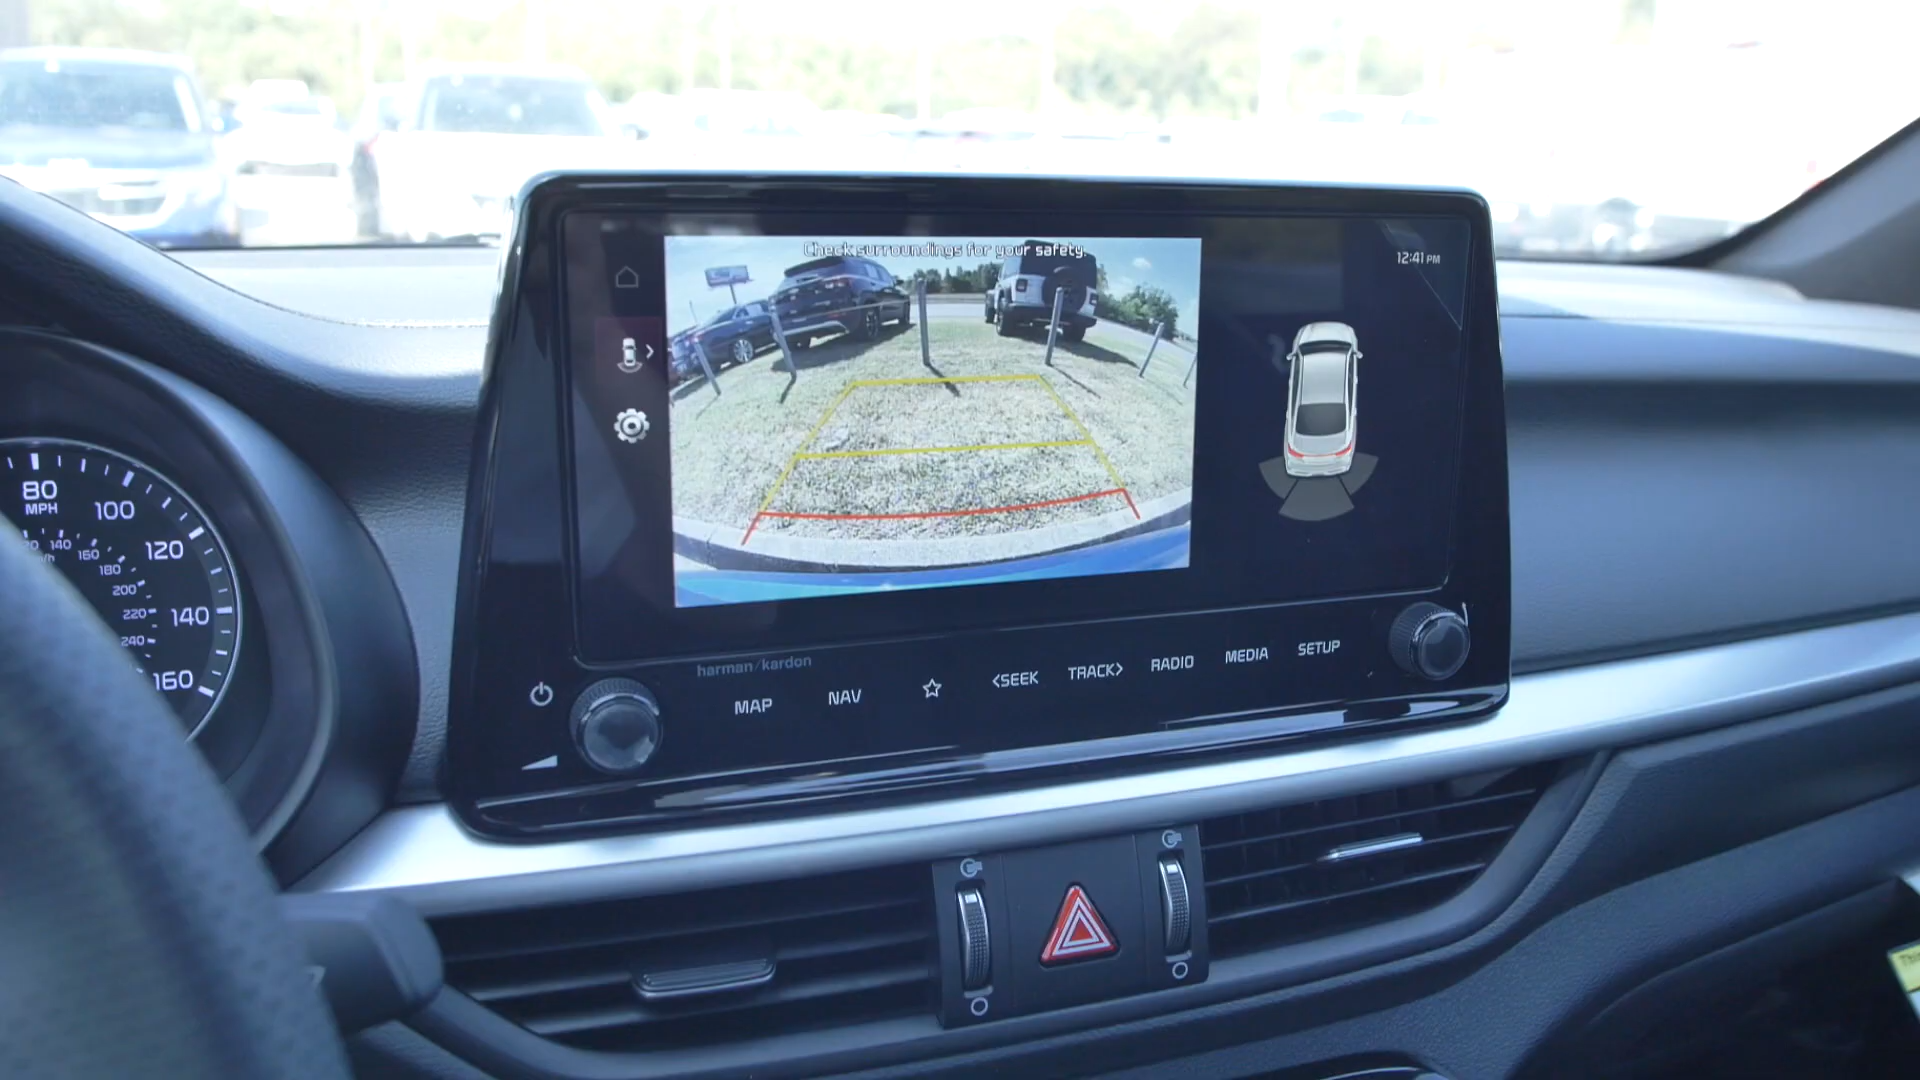 Check surroundings for your safety.
12:41 PM
harman/kardon
MAP
NAV
<SEEK
TRACK>
RADIO
MEDIA
SETUP
80
MPH
100
120
140
160
140
160
180
200
220
240